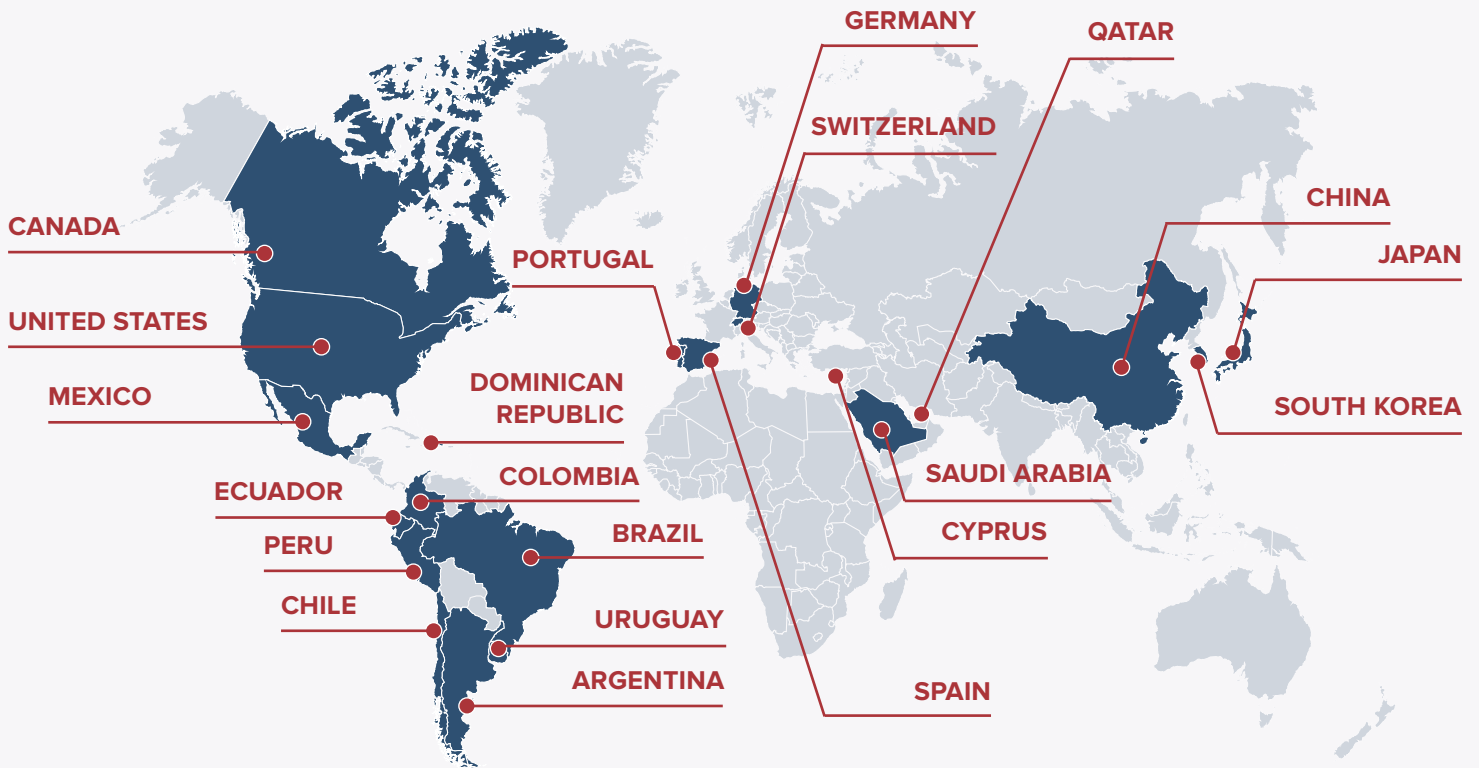 GERMANY
QATAR
SWITZERLAND
CHINA
CANADA
PORTUGAL
JAPAN
UNITED STATES
MEXICO
DOMINICAN
REPUBLIC
SOUTH KOREA
COLOMBIA
SAUDI ARABIA
ECUADOR
BRAZIL
CYPRUS
PERU
CHILE
URUGUAY
ARGENTINA
SPAIN